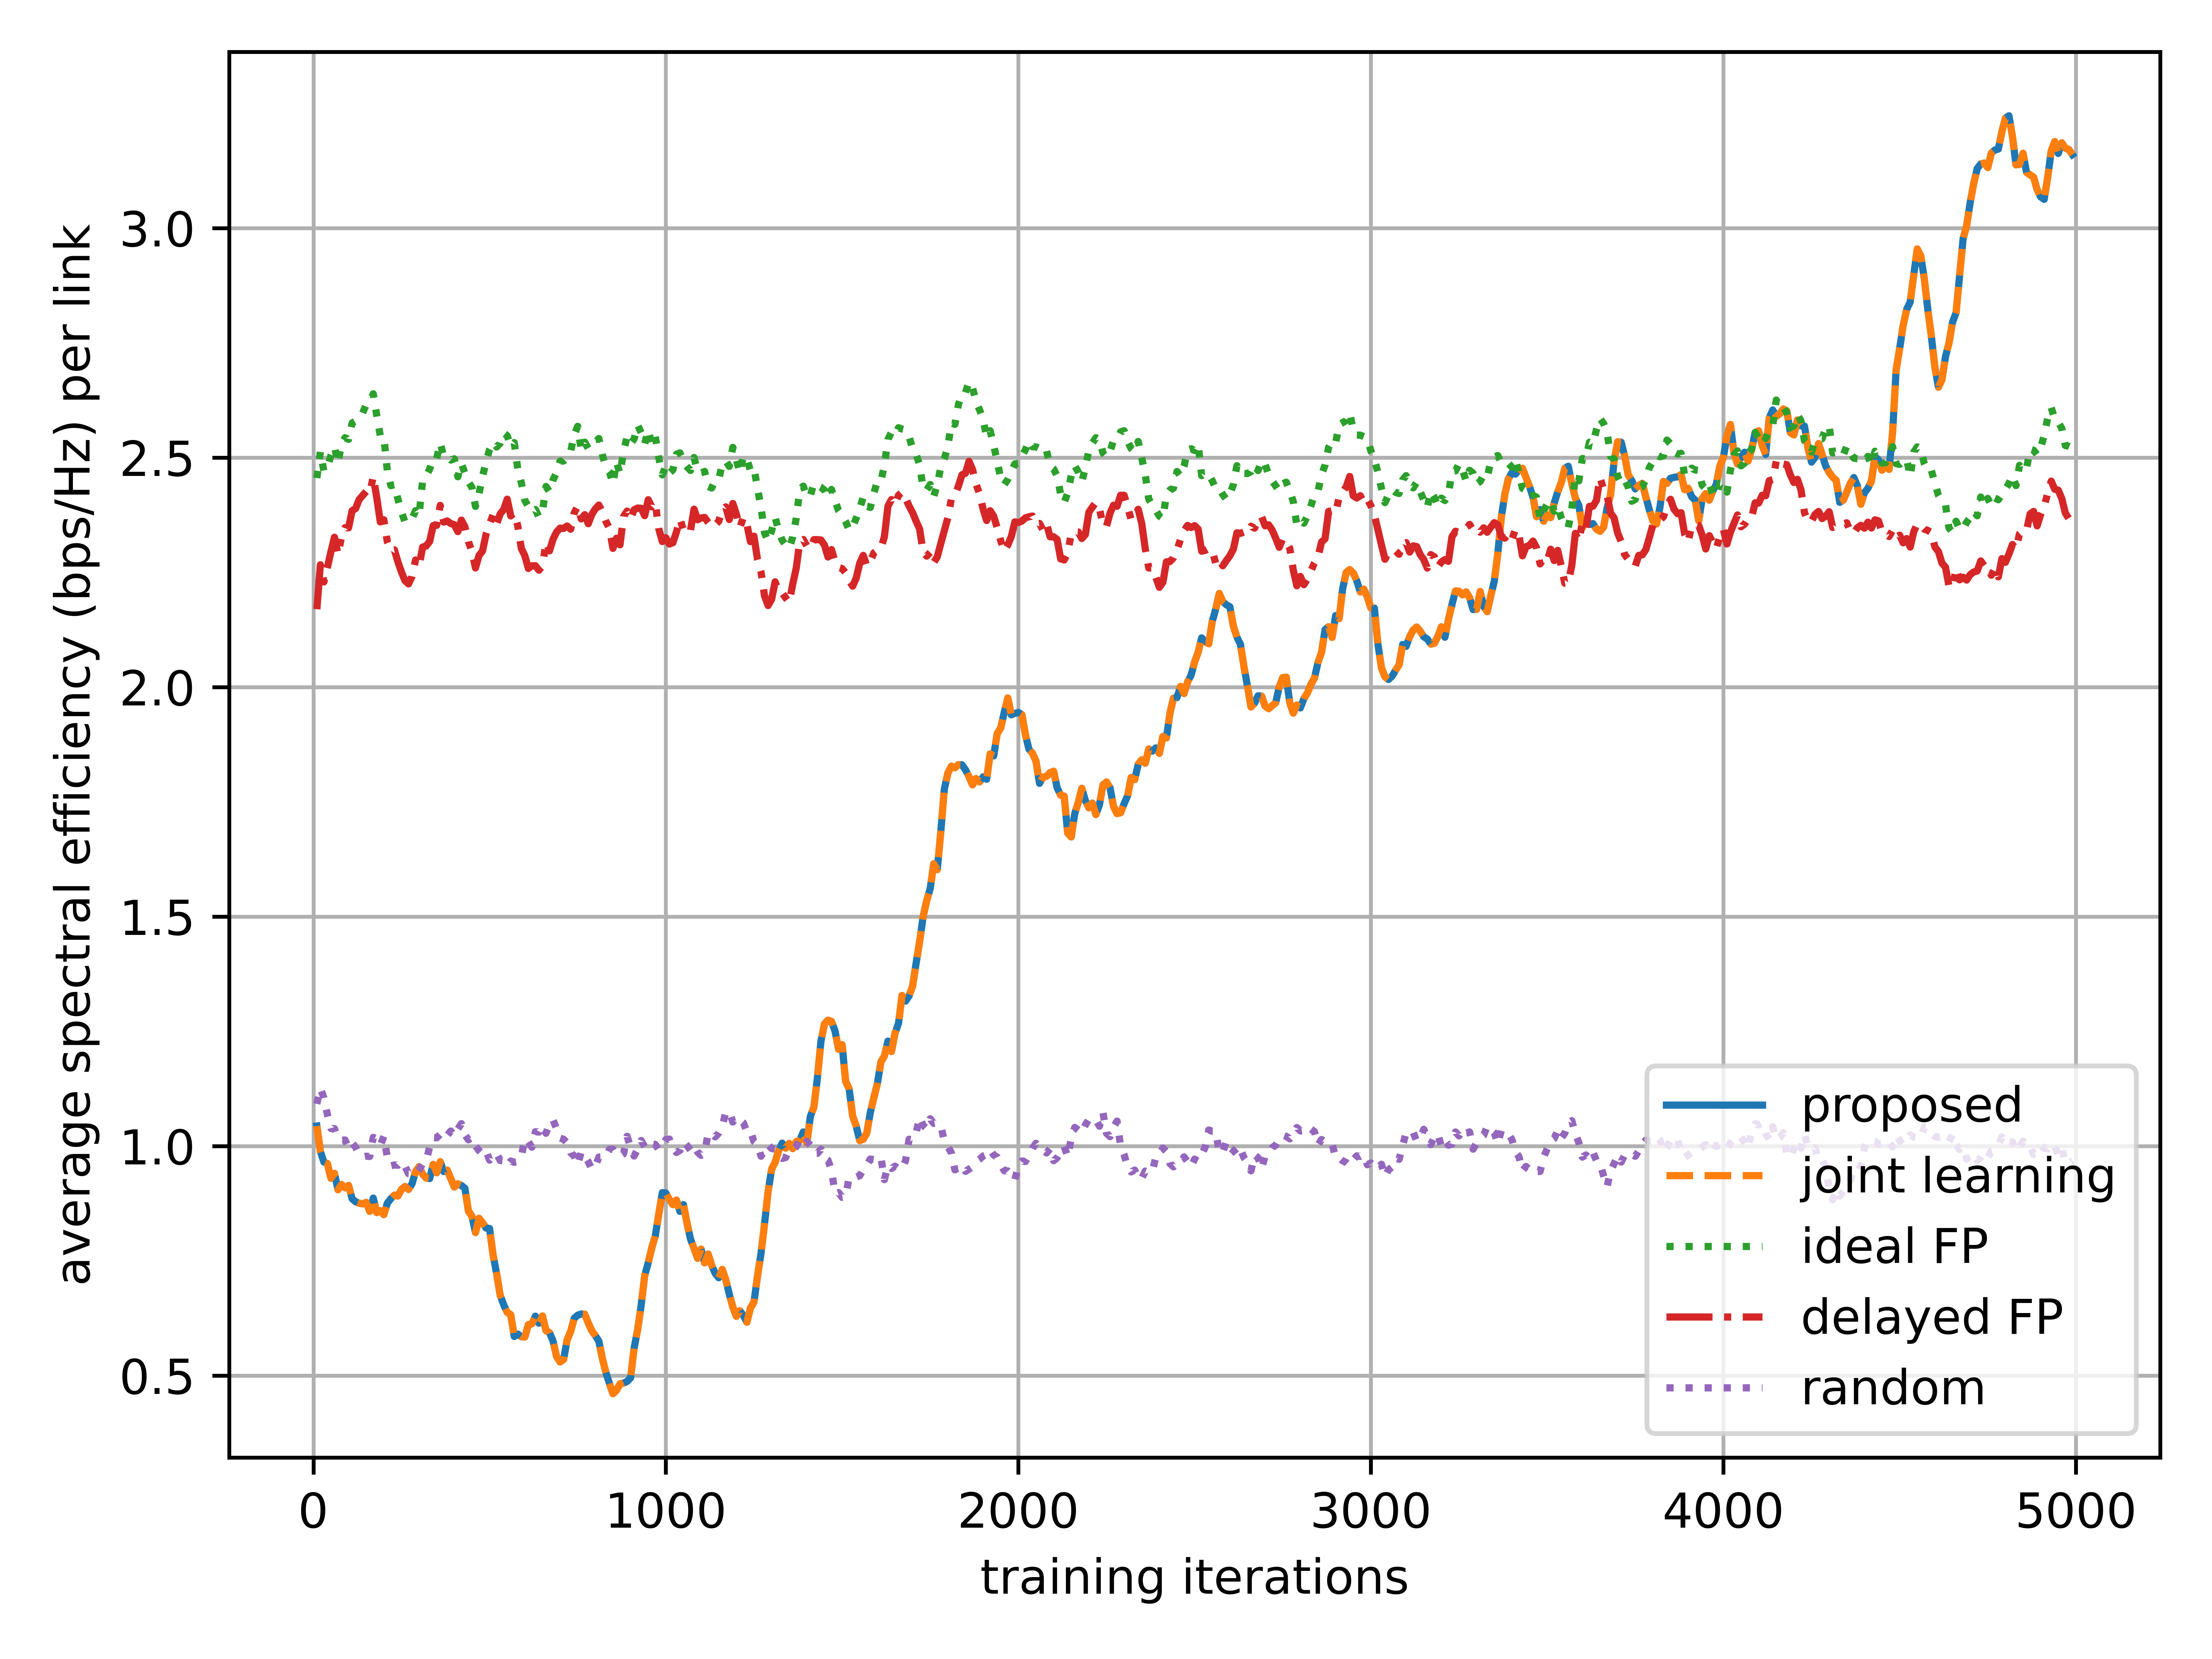 average spectral efficiency (bps/Hz) per link
3.0
2.5
2.0
1.5
1.0
0.5
proposed
joint learning
ideal FP
delayed FP
random
0 1000 2000 3000 4000 5000
training iterations